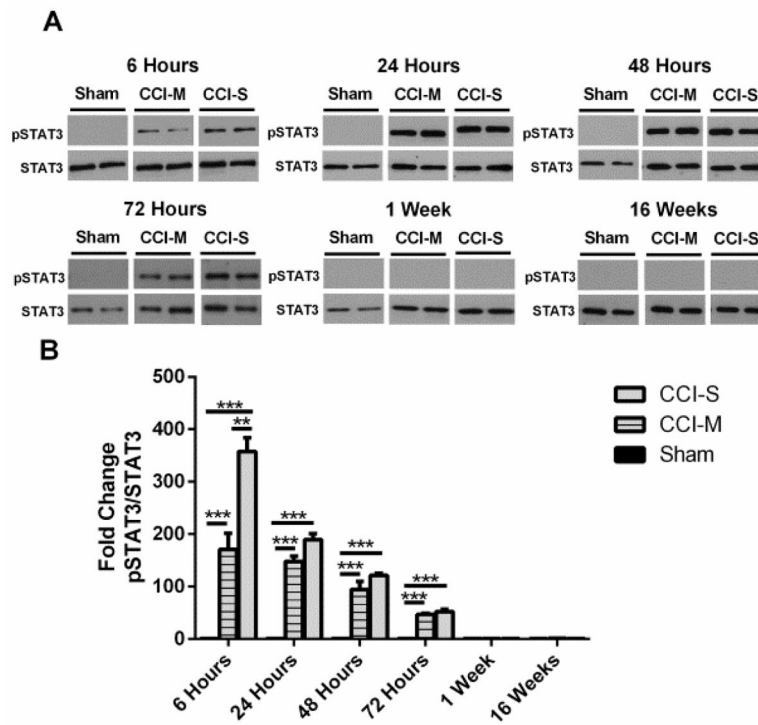 A
6 Hours
24 Hours
48 Hours
Sham CCI-M CCI-S
Sham CCI-M CCI-S
Sham CCI-M CCI-S
pSTAT3
pSTAT3
pSTAT3
STAT3
STAT3
STAT3
72 Hours
1 Week
16 Weeks
Sham CCI-M CCI-S
Sham CCI-M CCI-S
Sham CCI-M CCI-S
pSTAT3
pSTAT3
pSTAT3
STAT3
STAT3
STAT3
B
Fold Change
pSTAT3/STAT3
500
400
300
200
100
0
***
**
***
***
***
***
***
***
***
CCI-S
CCI-M
Sham
6 Hours
24 Hours
48 Hours
72 Hours
1 Week
16 Weeks